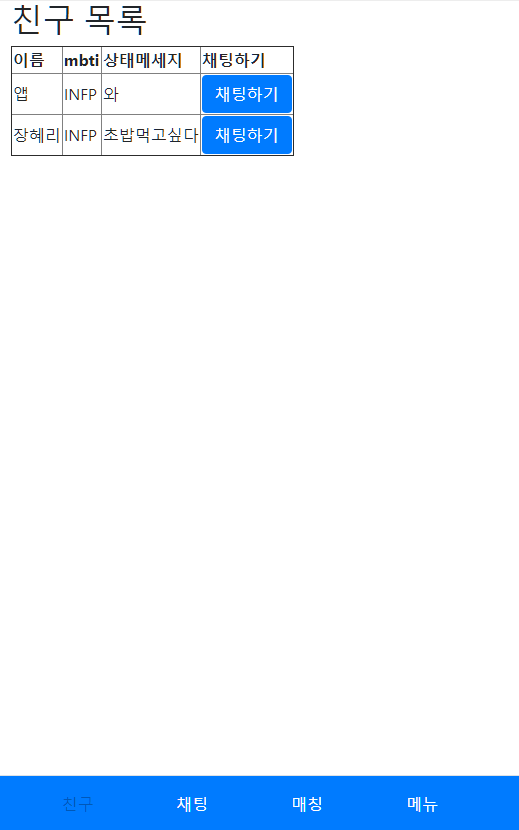 친구 목록
이름 mbti 상태메세지 채팅하기
앱 INFP 와 채팅하기
장혜리 INFP 초밥먹고싶다 채팅하기
친구 채팅 매칭 메뉴